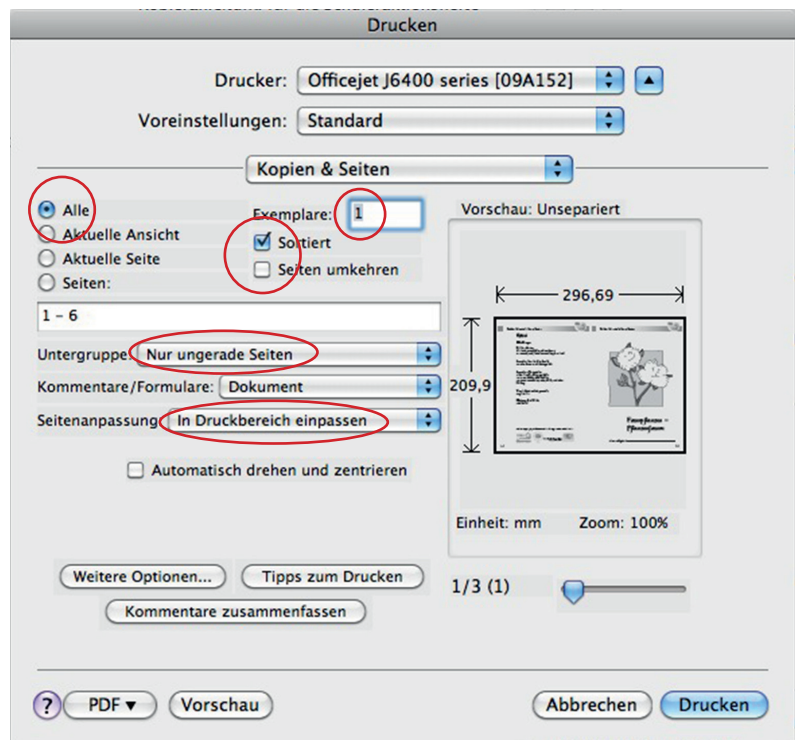 Drucken
Drucker: Officejet J6400 series [09A152]
Voreinstellungen: Standard
Kopien & Seiten
Alle
Aktuelle Ansicht
Aktuelle Seite
Seiten:
Exemplare: 1
Sortiert
Seiten umkehren
1 – 6
Untergruppe: Nur ungerade Seiten
Kommentare/Formulare: Dokument
Seitenanpassung: In Druckbereich einpassen
Automatisch drehen und zentrieren
Weitere Optionen...
Tipps zum Drucken
Kommentare zusammenfassen
Vorschau: Unsepariert
296,69
209,9
Einheit: mm Zoom: 100%
1/3 (1)
? PDF ▾ Vorschau Abbrechen Drucken